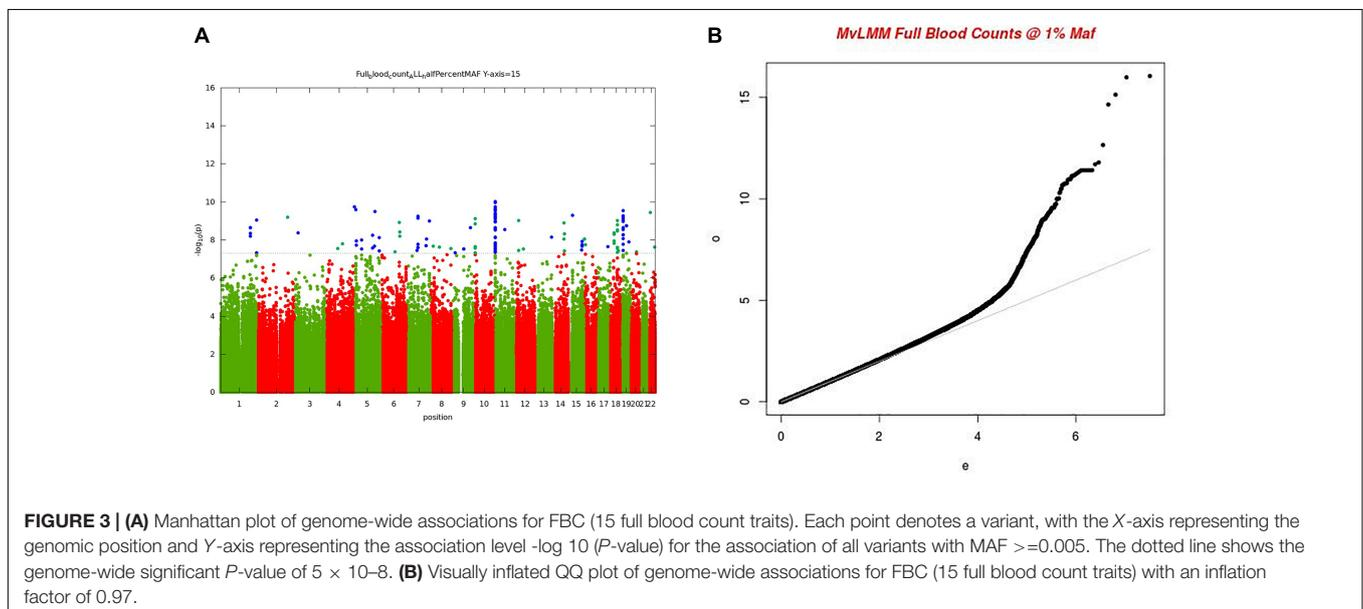 A
Full_bloodcount_ALL_halfPercentMAF Y-axis=15
16
14
12
10
8
6
4
2
0
-log10(p)
1 2 3 4 5 6 7 8 9 10 11 12 13 14 15 16 17 18 19 20 21 22
position
B
MvLMM Full Blood Counts @ 1% Maf
15
10
5
0
o
0 2 4 6
e
FIGURE 3 | (A) Manhattan plot of genome-wide associations for FBC (15 full blood count traits). Each point denotes a variant, with the X-axis representing the
genomic position and Y-axis representing the association level -log 10 (P-value) for the association of all variants with MAF >=0.005. The dotted line shows the
genome-wide significant P-value of 5 × 10–8. (B) Visually inflated QQ plot of genome-wide associations for FBC (15 full blood count traits) with an inflation
factor of 0.97.